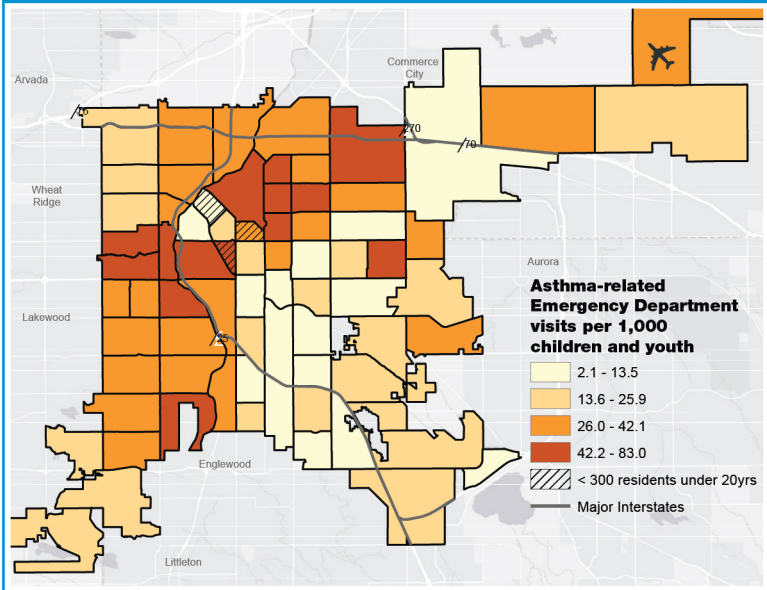 Commerce
City
Arvada
76
270
70
Wheat
Ridge
Aurora
Asthma-related
Emergency Department
visits per 1,000
children and youth
Lakewood
25
2.1 - 13.5
13.6 - 25.9
26.0 - 42.1
42.2 - 83.0
< 300 residents under 20yrs
Major Interstates
Englewood
Littleton